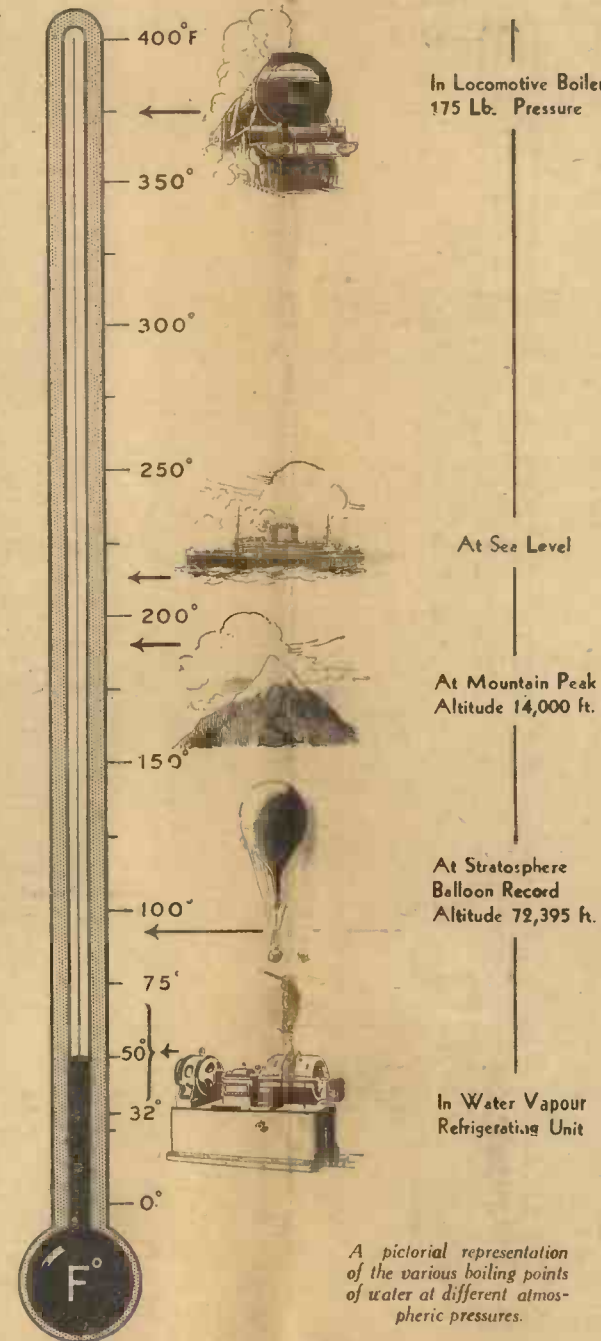 400°F
In Locomotive Boiler
175 Lb. Pressure
350°
300°
250°
At Sea Level
200°
At Mountain Peak
Altitude 14,000 ft.
150°
At Stratosphere
Balloon Record
Altitude 72,395 ft.
100°
75°
50°
32°
In Water Vapour
Refrigerating Unit
0°
F°
A pictorial representation
of the various boiling points
of water at different atmos-
pheric pressures.